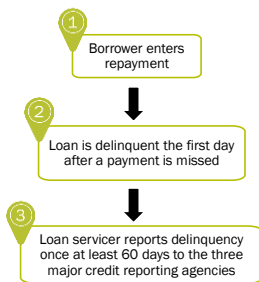 1
Borrower enters
repayment
2
Loan is delinquent the first day
after a payment is missed
3
Loan servicer reports delinquency
once at least 60 days to the three
major credit reporting agencies